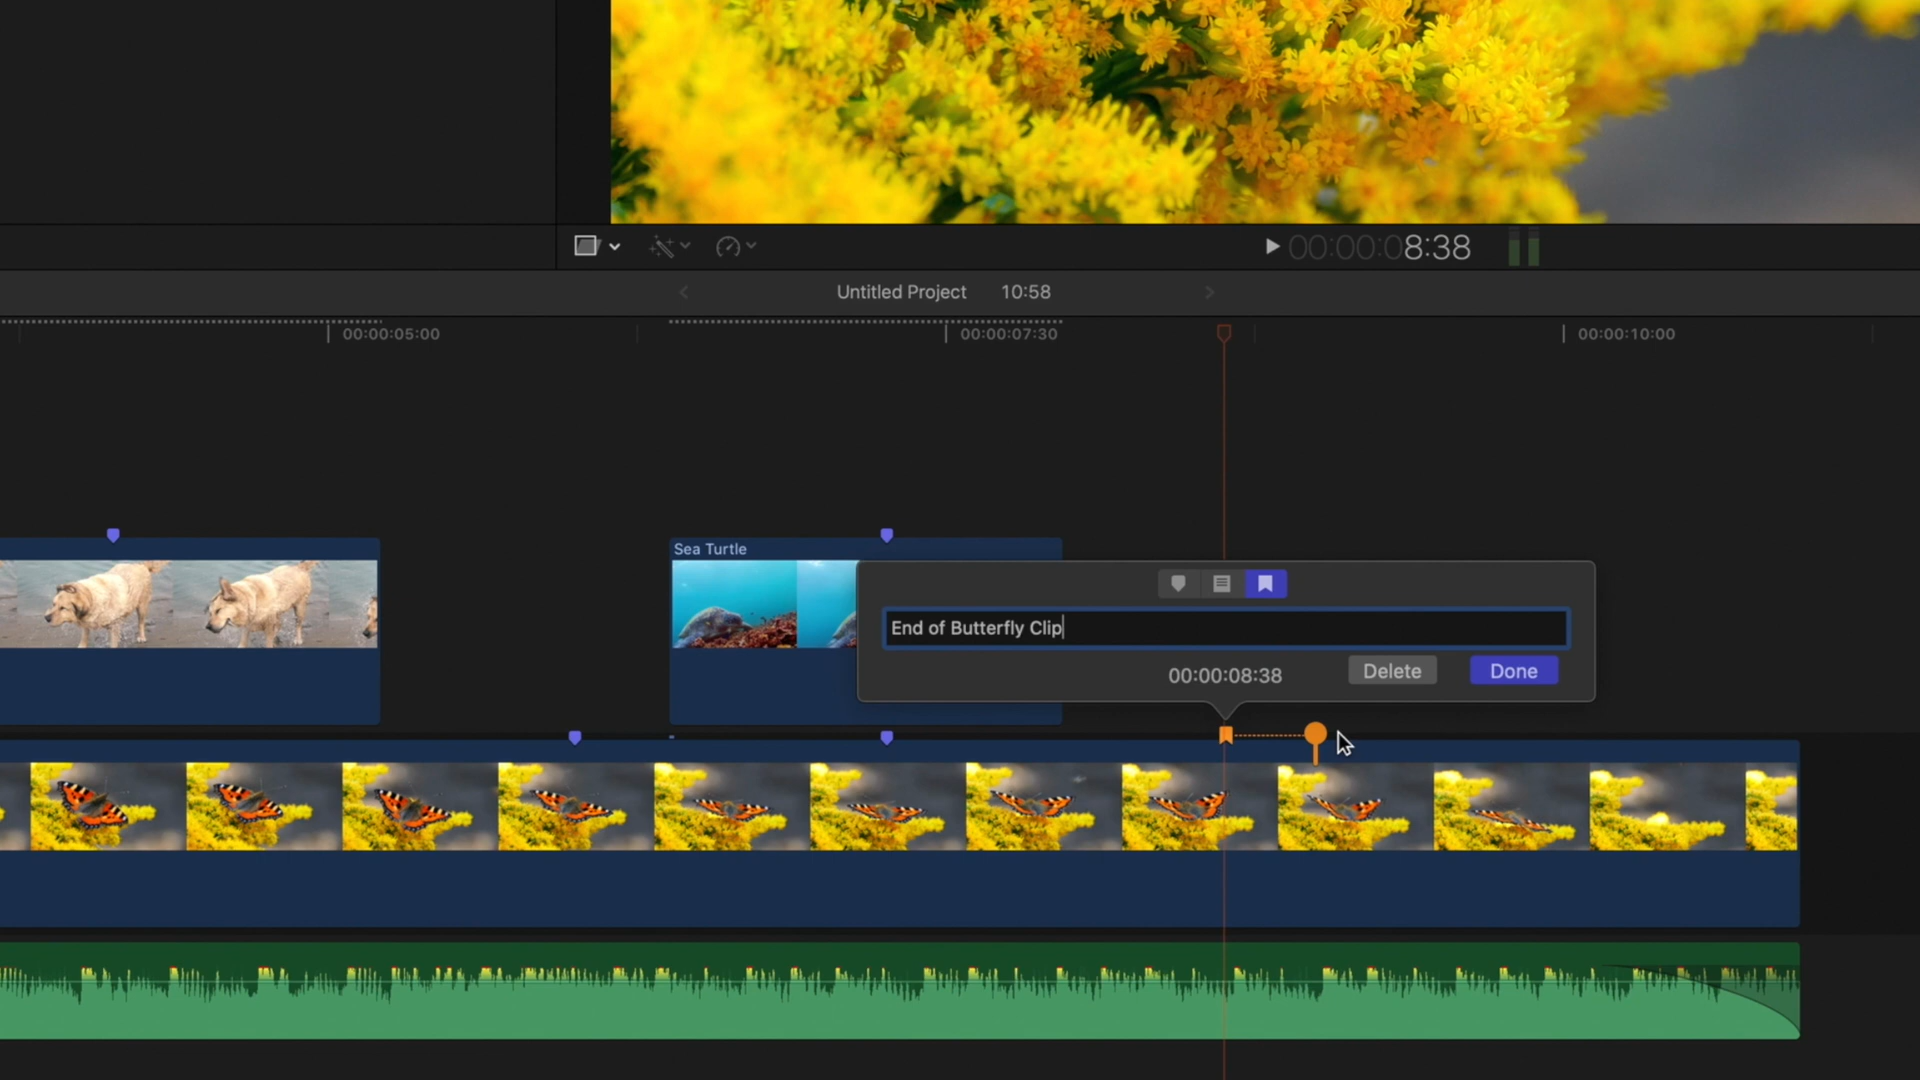 00:00:08:38
Untitled Project 10:58
00:00:05:00 00:00:07:30 00:00:10:00
Sea Turtle
End of Butterfly Clip
00:00:08:38 Delete Done